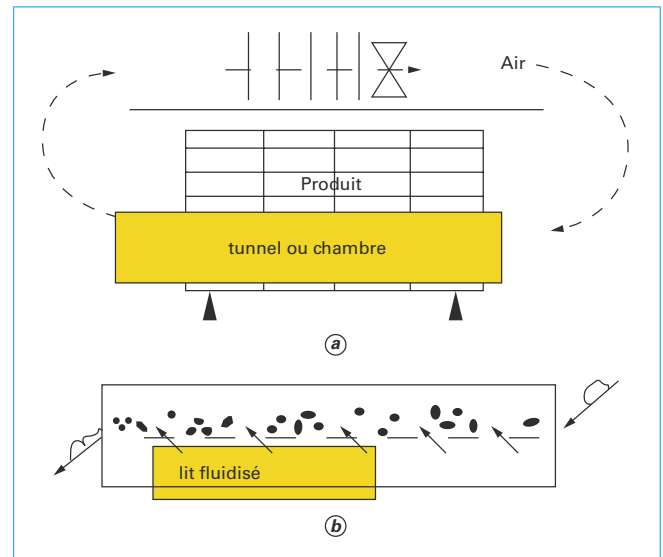 Air
Produit
tunnel ou chambre
a
lit fluidisé
b